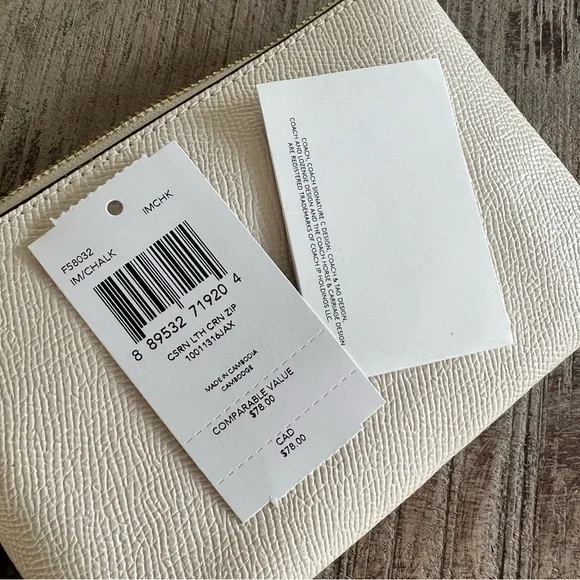 F58032
IM/CHALK
IMCHK
8 89532 71920 4
CSRN LTH CRN ZIP
10011316JAX
MADE IN CAMBODIA
CAMBODGE
COMPARABLE VALUE
$78.00
CAD
$78.00
COACH, COACH SIGNATURE C DESIGN, COACH & TAG DESIGN,
COACH AND LOZENGE DESIGN AND THE COACH HORSE & CARRIAGE DESIGN
ARE REGISTERED TRADEMARKS OF COACH IP HOLDINGS LLC.